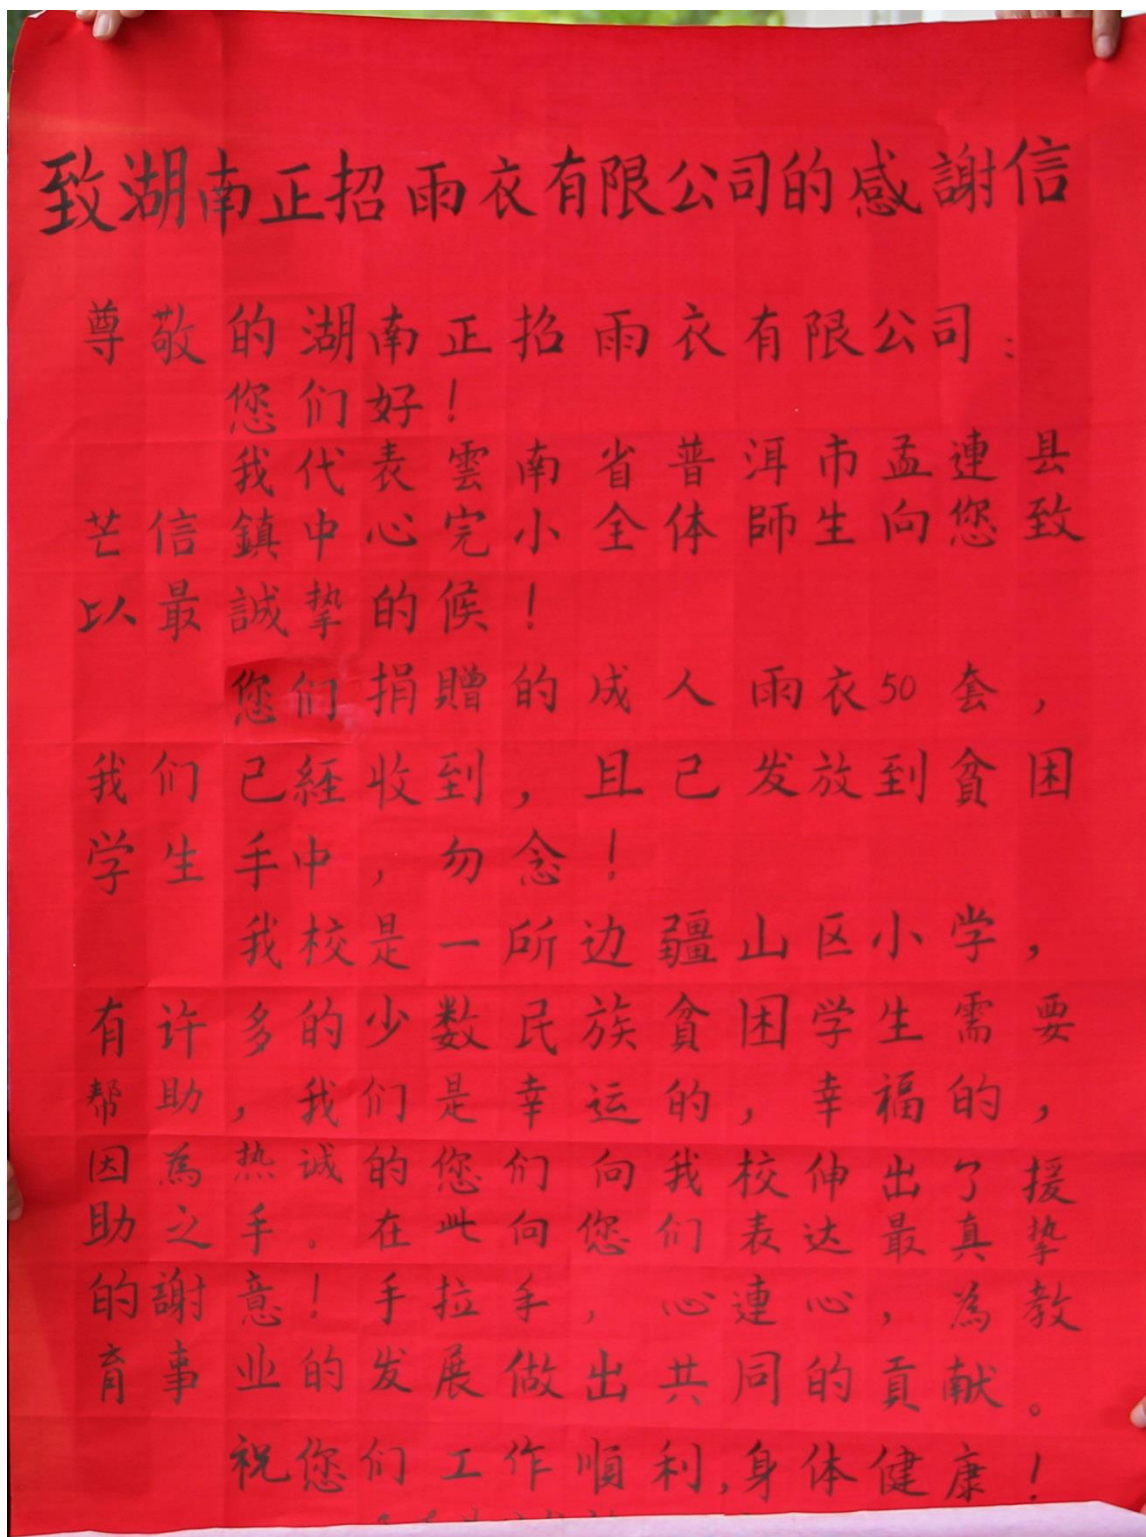 致湖南正招雨衣有限公司的感謝信
尊敬的湖南正招雨衣有限公司：
您们好！
我代表雲南省普洱市孟連县
芒信鎮中心完小全体師生向您致
以最誠挚的候！
您们捐贈的成人雨衣50套，
我们已經收到，且已发放到貧困
学生手中，勿念！
我校是一所边疆山区小学，
有许多的少数民族貧困学生需要
帮助，我们是幸运的，幸福的，
因為热诚的您们向我校伸出了援
助之手。在此向您们表达最真挚
的謝意！手拉手，心連心，為教
育事业的发展做出共同的貢献。
祝您们工作順利，身体健康！